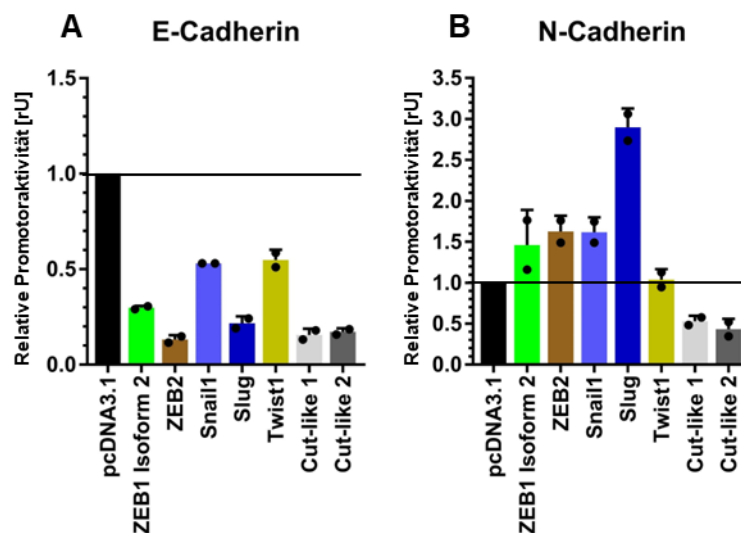 A
E-Cadherin
Relative Promotoraktivität [rU]
1.5
1.0
0.5
0.0
pcDNA3.1
ZEB1 Isoform 2
ZEB2
Snail1
Slug
Twist1
Cut-like 1
Cut-like 2
B
N-Cadherin
Relative Promotoraktivität [rU]
3.5
3.0
2.5
2.0
1.5
1.0
0.5
0.0
pcDNA3.1
ZEB1 Isoform 2
ZEB2
Snail1
Slug
Twist1
Cut-like 1
Cut-like 2